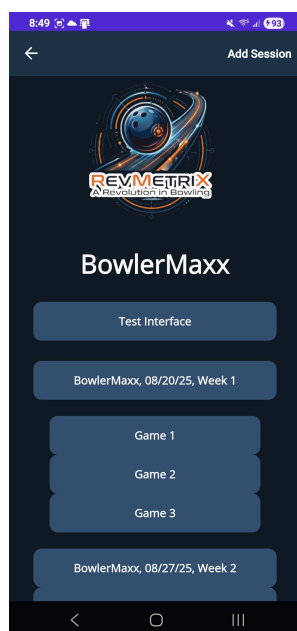 8:49 93
Add Session
REVMETRIX
A Revolution in Bowling
BowlerMaxx
Test Interface
BowlerMaxx, 08/20/25, Week 1
Game 1
Game 2
Game 3
BowlerMaxx, 08/27/25, Week 2